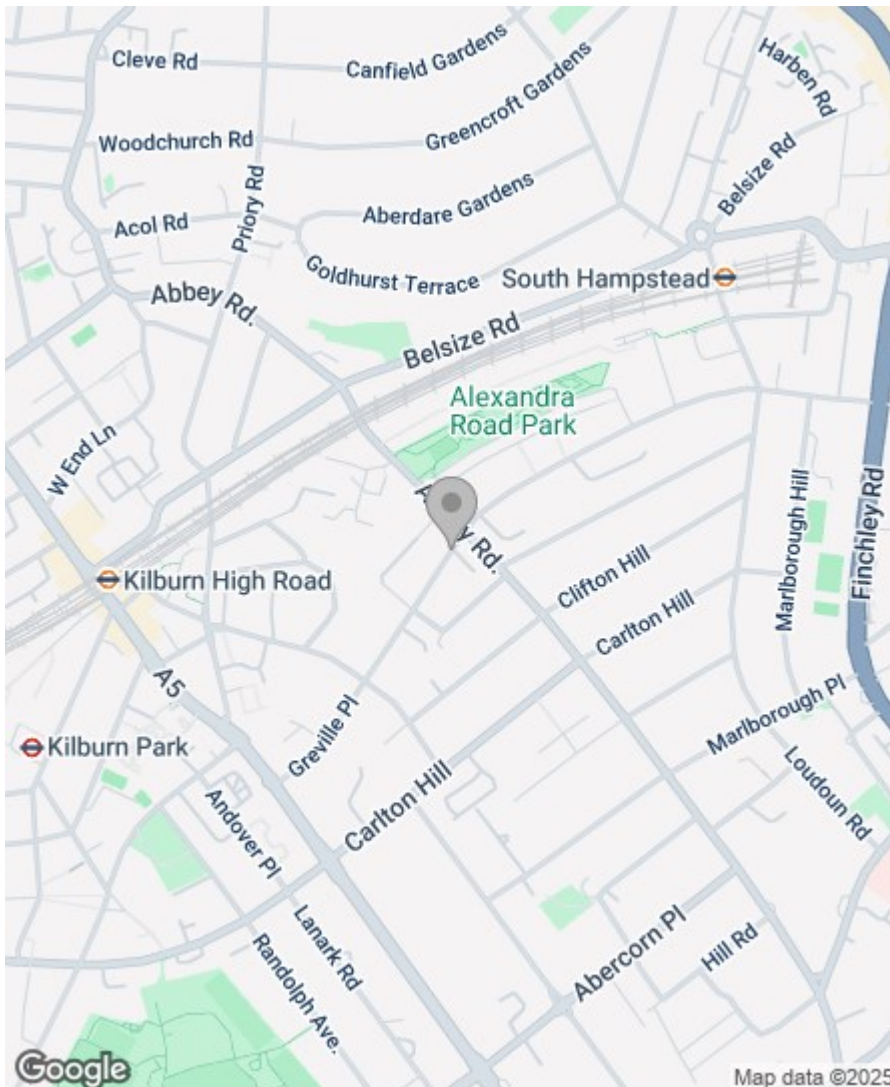 Cleve Rd
Canfield Gardens
Harben Rd
Greencroft Gardens
Woodchurch Rd
Belsize Rd
Priory Rd
Aberdare Gardens
Acol Rd
Goldhurst Terrace
South Hampstead
Abbey Rd.
Belsize Rd
Alexandra
Road Park
W End Ln
Marlborough Hill
Finchley Rd
Rd.
Clifton Hill
Kilburn High Road
Carlton Hill
A5
Greville Pl
Marlborough Pl
Kilburn Park
Loudoun Rd
Andover Pl
Carlton Hill
Lanark Rd
Abercorn Pl
Hill Rd
Randolph Ave.
Google
Map data ©2025